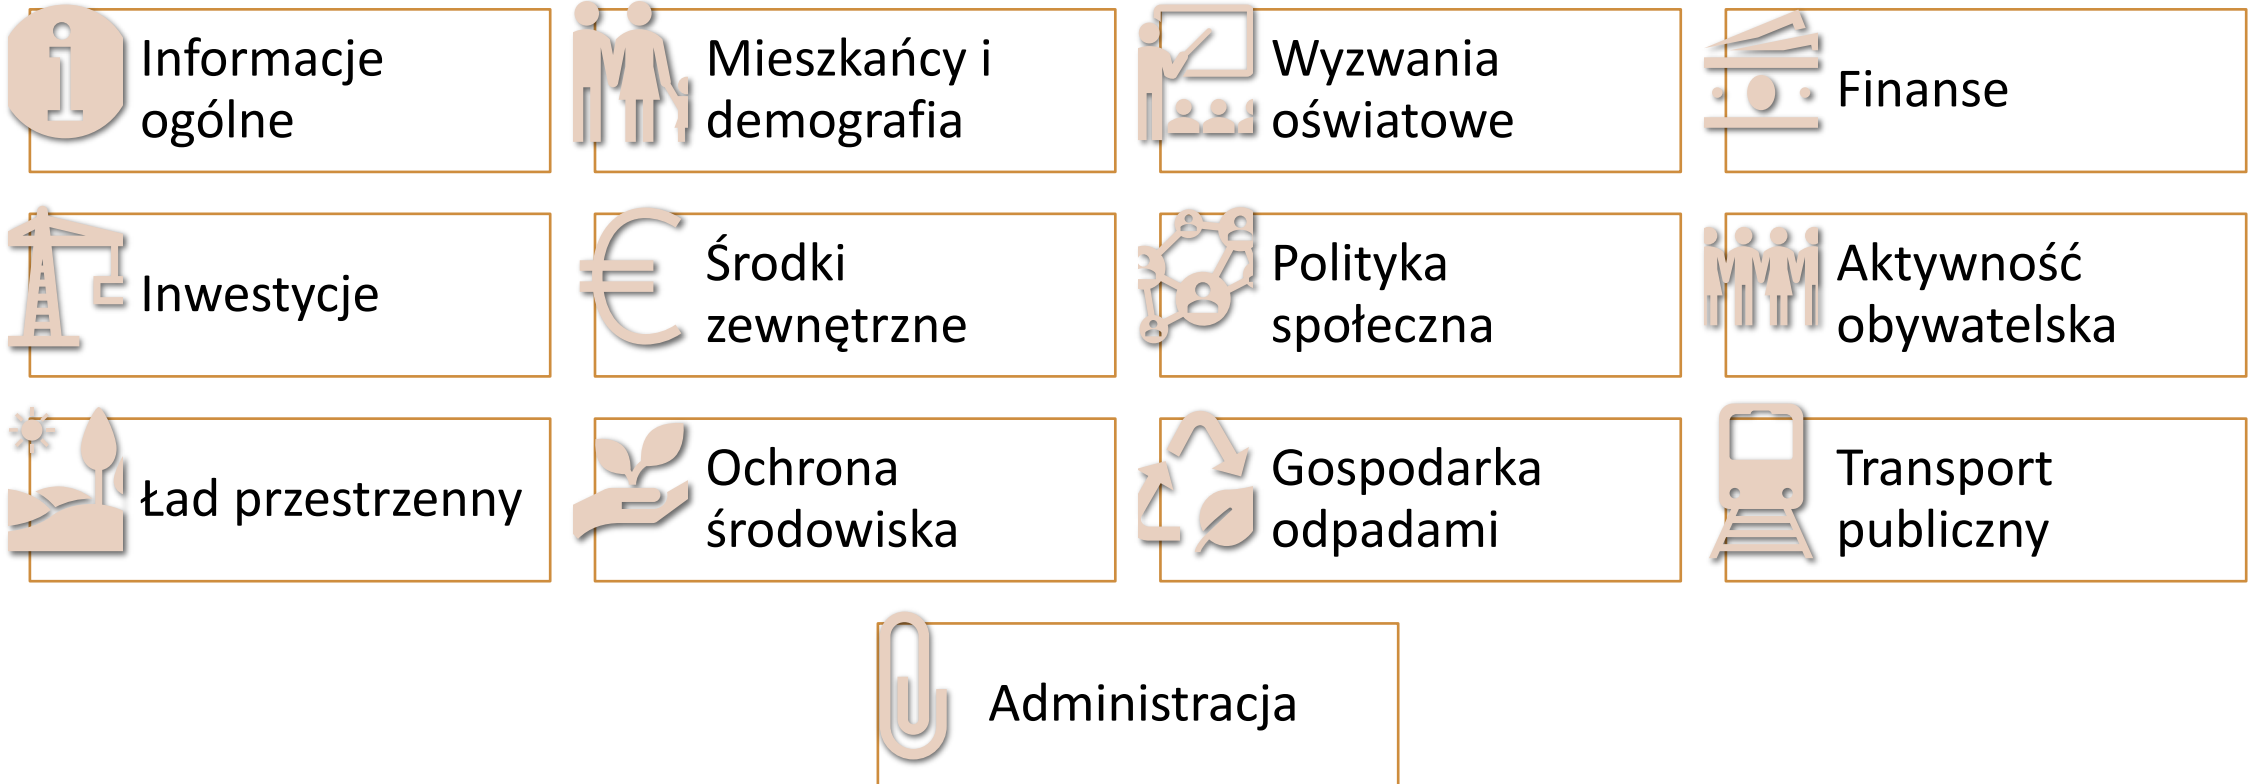 Informacje
ogólne
Mieszkańcy i
demografia
Wyzwania
oświatowe
Finanse
Inwestycje
Środki
zewnętrzne
Polityka
społeczna
Aktywność
obywatelska
Ład przestrzenny
Ochrona
środowiska
Gospodarka
odpadami
Transport
publiczny
Administracja